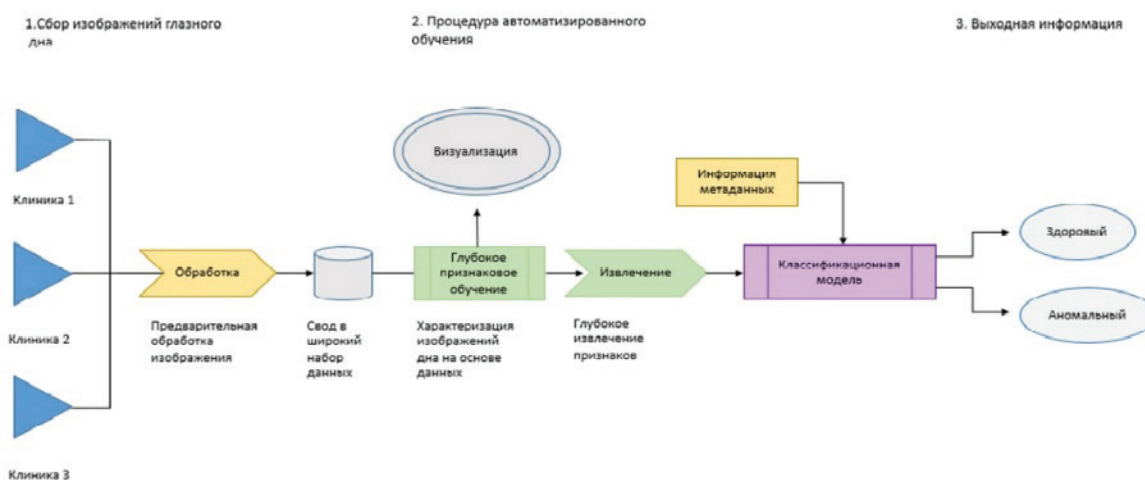 1.Сбор изображений глазного
дна
2. Процедура автоматизированного
обучения
3. Выходная информация
Визуализация
Информация
метаданных
Клиника 1
Клиника 2
Клиника 3
Обработка
Предварительная
обработка
изображения
Свод в
широкий
набор
данных
Глубокое
признаковое
обучение
Характеризация
изображений
дна на основе
данных
Извлечение
Глубокое
извлечение
признаков
Классификационная
модель
Здоровый
Аномальный